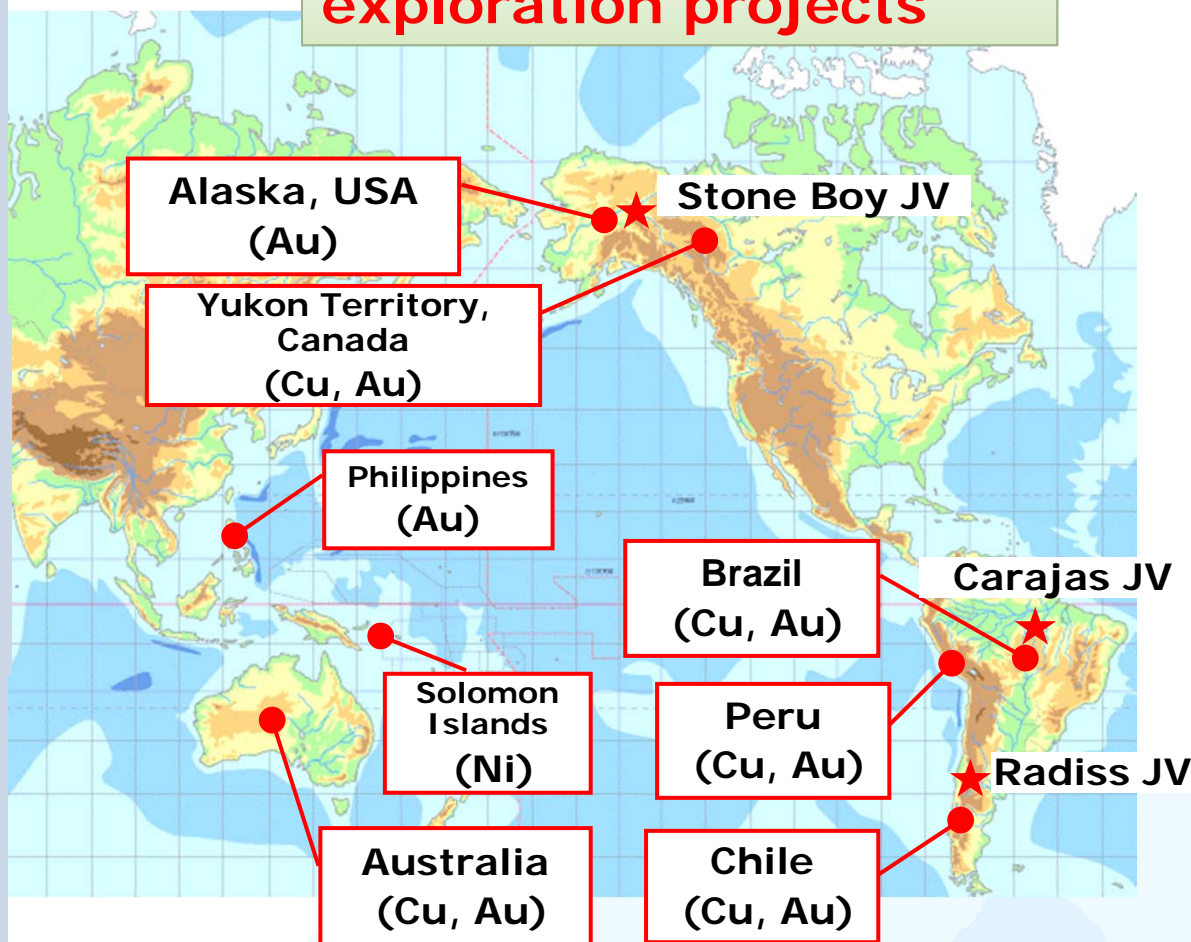 exploration projects
Alaska, USA
(Au)
Stone Boy JV
Yukon Territory,
Canada
(Cu, Au)
Philippines
(Au)
Brazil
(Cu, Au)
Carajas JV
Solomon
Islands
(Ni)
Peru
(Cu, Au)
Radiss JV
Australia
(Cu, Au)
Chile
(Cu, Au)